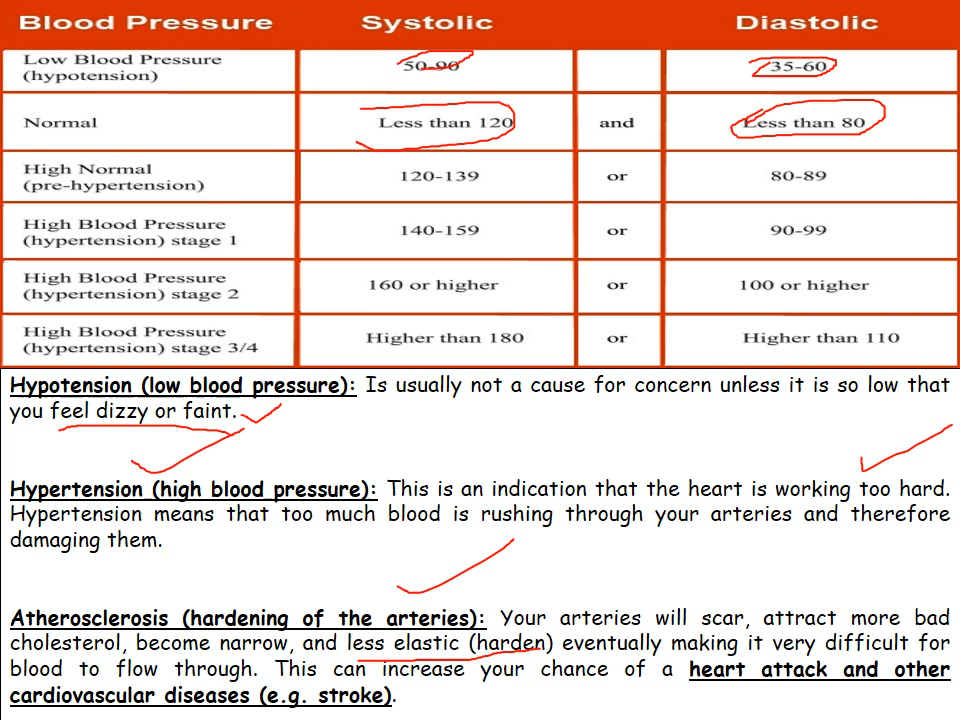 Blood Pressure Systolic Diastolic
Low Blood Pressure
(hypotension) 50-90 35-60
Normal Less than 120 and Less than 80
High Normal
(pre-hypertension) 120-139 or 80-89
High Blood Pressure
(hypertension) stage 1 140-159 or 90-99
High Blood Pressure
(hypertension) stage 2 160 or higher or 100 or higher
High Blood Pressure
(hypertension) stage 3/4 Higher than 180 or Higher than 110
Hypotension (low blood pressure): Is usually not a cause for concern unless it is so low that
you feel dizzy or faint.
Hypertension (high blood pressure): This is an indication that the heart is working too hard.
Hypertension means that too much blood is rushing through your arteries and therefore
damaging them.
Atherosclerosis (hardening of the arteries): Your arteries will scar, attract more bad
cholesterol, become narrow, and less elastic (harden) eventually making it very difficult for
blood to flow through. This can increase your chance of a heart attack and other
cardiovascular diseases (e.g. stroke).